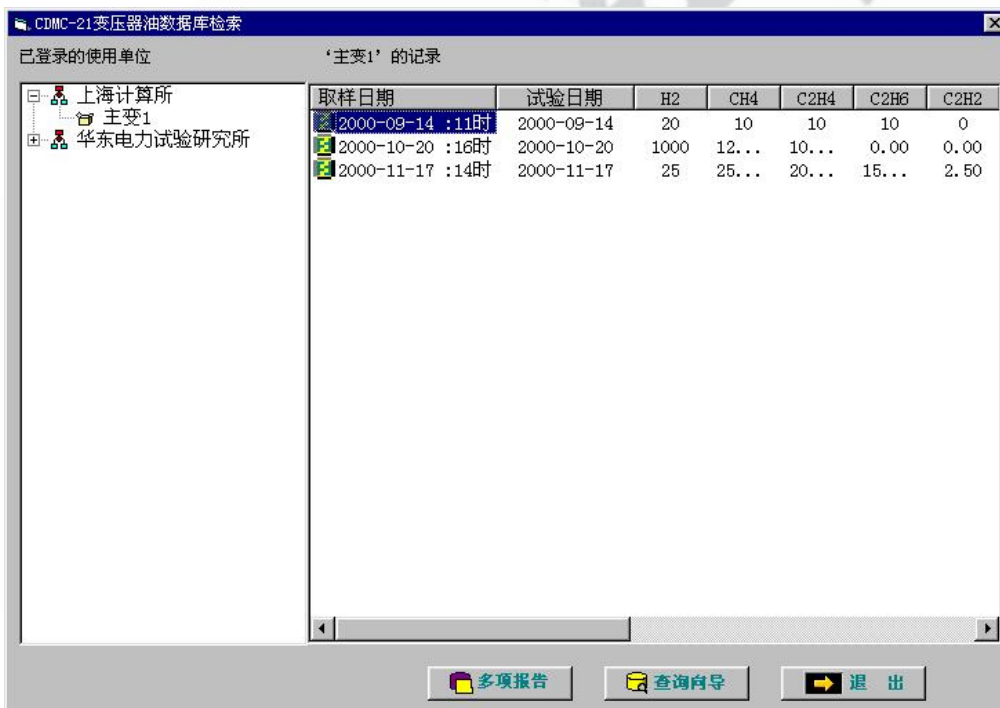 CDMC-21变压器油数据库检索
已登录的使用单位 ‘主变1’的记录
上海计算所
主变1
华东电力试验研究所
取样日期 试验日期 H2 CH4 C2H4 C2H6 C2H2
2000-09-14 :11时 2000-09-14 20 10 10 10 0
2000-10-20 :16时 2000-10-20 1000 12... 10... 0.00 0.00
2000-11-17 :14时 2000-11-17 25 25... 20... 15... 2.50
多项报告 查询向导 退 出